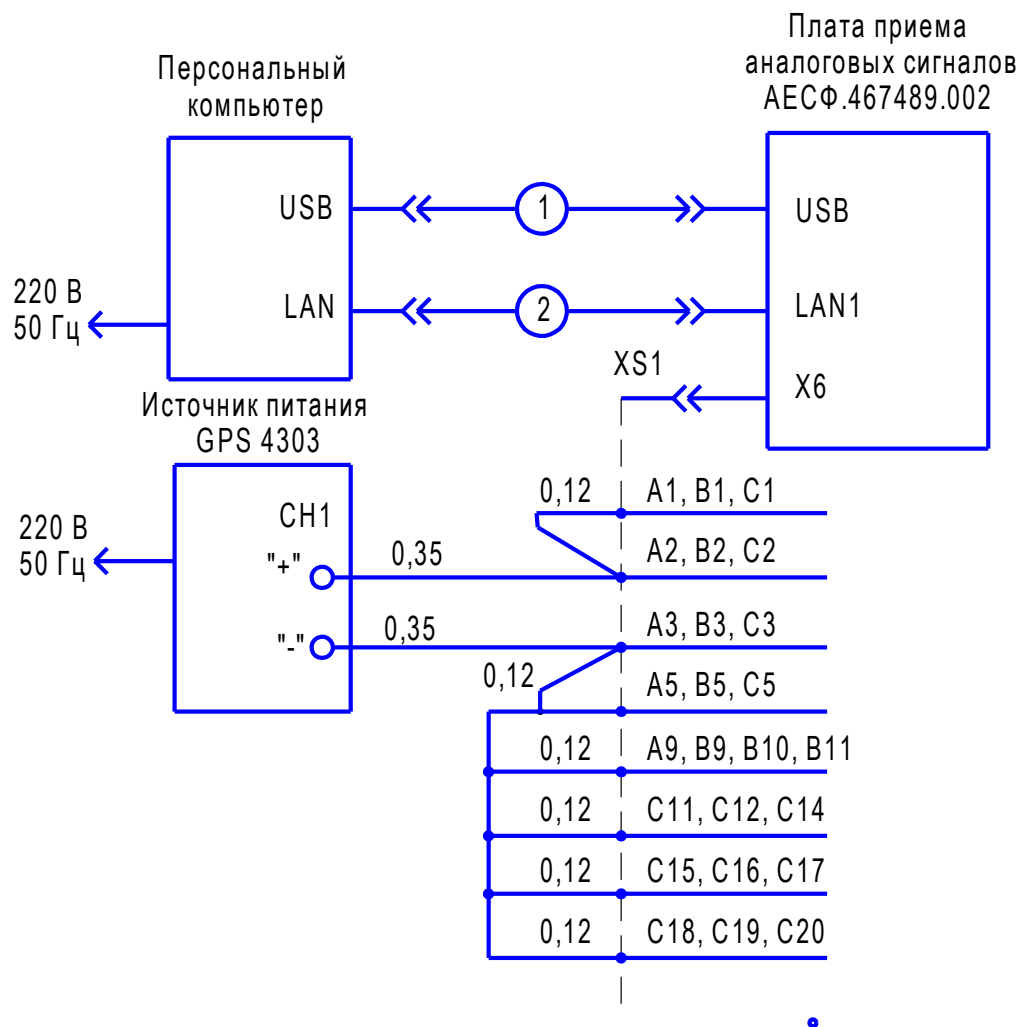 Плата приема
аналоговых сигналов
АЕСФ.467489.002
Персональный
компьютер
USB
1
USB
220 В
50 Гц
LAN
2
LAN1
XS1
X6
Источник питания
GPS 4303
CH1
220 В
50 Гц
"+"
0,35
"-"
0,35
0,12
A1, B1, C1
A2, B2, C2
A3, B3, C3
0,12
A5, B5, C5
0,12
A9, B9, B10, B11
0,12
C11, C12, C14
0,12
C15, C16, C17
0,12
C18, C19, C20